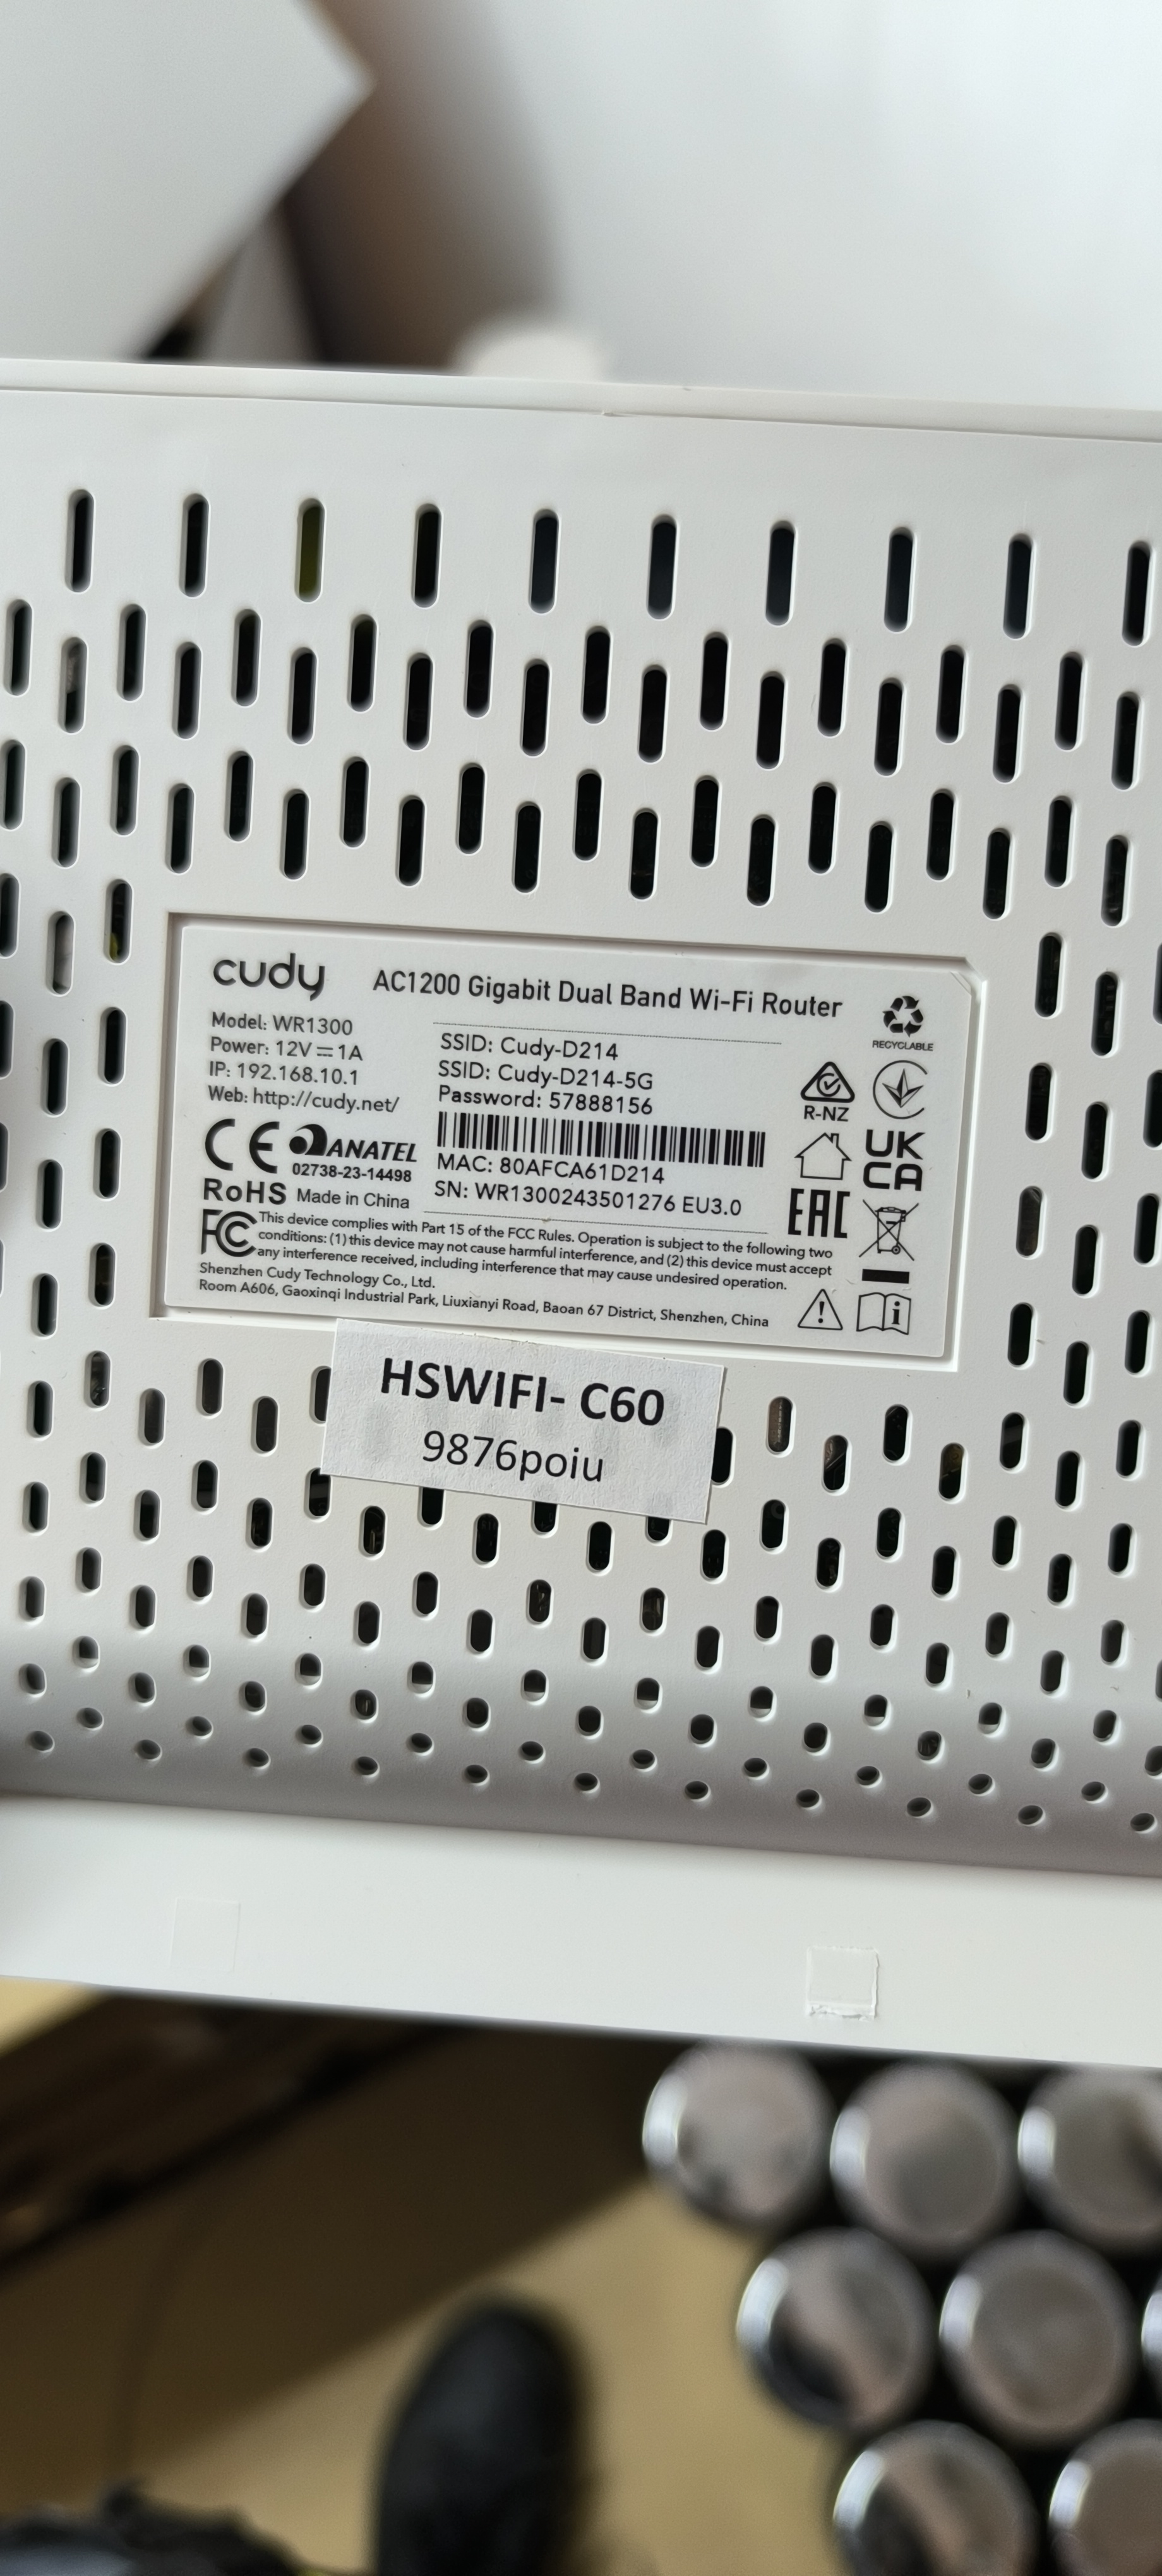 cudy AC1200 Gigabit Dual Band Wi-Fi Router
RECYCLABLE
Model: WR1300
Power: 12V⎓1A
IP: 192.168.10.1
Web: http://cudy.net/
SSID: Cudy-D214
SSID: Cudy-D214-5G
Password: 57888156
MAC: 80AFCA61D214
SN: WR1300243501276 EU3.0
R-NZ
CE ANATEL
02738-23-14498
RoHS Made in China
UK
CA
EAC
FC This device complies with Part 15 of the FCC Rules. Operation is subject to the following two
conditions: (1) this device may not cause harmful interference, and (2) this device must accept
any interference received, including interference that may cause undesired operation.
Shenzhen Cudy Technology Co., Ltd.
Room A606, Gaoxinqi Industrial Park, Liuxianyi Road, Baoan 67 District, Shenzhen, China
HSWIFI- C60
9876poiu